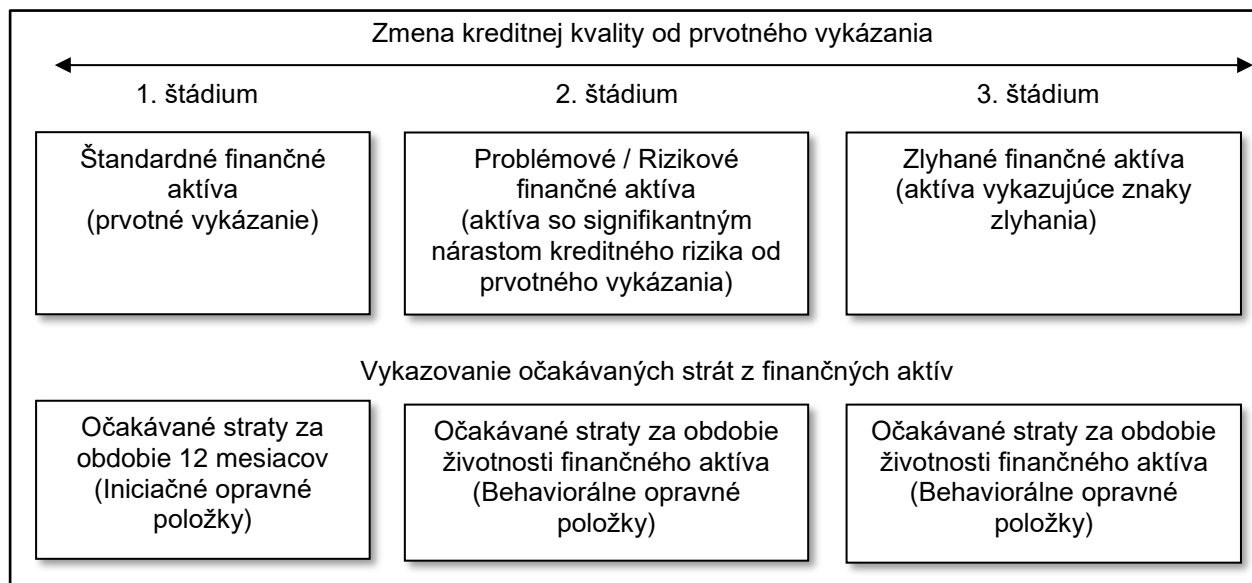 Zmena kreditnej kvality od prvotného vykázania
1. štádium
2. štádium
3. štádium
Štandardné finančné
aktíva
(prvotné vykázanie)
Problémové / Rizikové
finančné aktíva
(aktíva so signifikantným
nárastom kreditného rizika od
prvotného vykázania)
Zlyhané finančné aktíva
(aktíva vykazujúce znaky
zlyhania)
Vykazovanie očakávaných strát z finančných aktív
Očakávané straty za
obdobie 12 mesiacov
(Iniciačné opravné
položky)
Očakávané straty za obdobie
životnosti finančného aktíva
(Behaviorálne opravné
položky)
Očakávané straty za obdobie
životnosti finančného aktíva
(Behaviorálne opravné
položky)